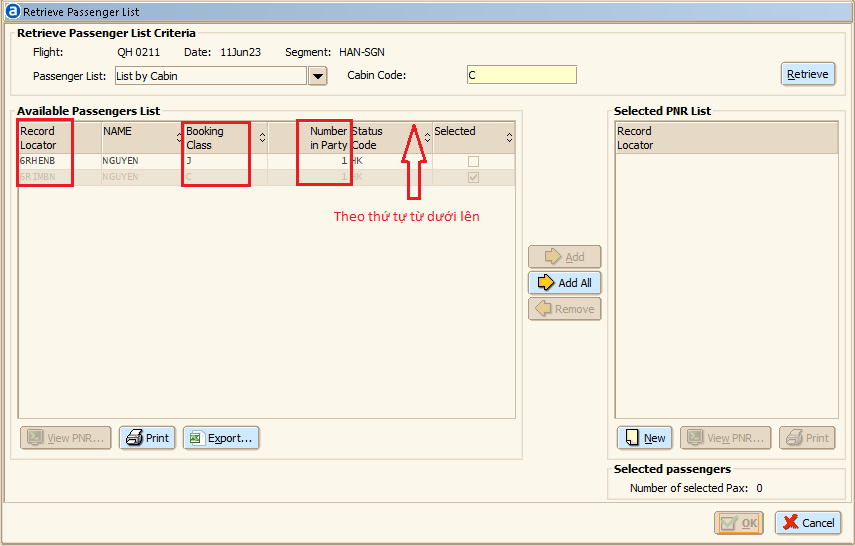 a Retrieve Passenger List
Retrieve Passenger List Criteria
Flight: QH 0211 Date: 11Jun23 Segment: HAN-SGN
Passenger List: List by Cabin Cabin Code: C Retrieve
Available Passengers List
Record Locator NAME Booking Class Number in Party Status Code Selected
6RHENB NGUYEN J 1 HK
6RIMBN NGUYEN C 1 HK
Theo thứ tự từ dưới lên
Add
Add All
Remove
View PNR... Print Export...
Selected PNR List
Record Locator
New View PNR... Print
Selected passengers
Number of selected Pax: 0
OK Cancel